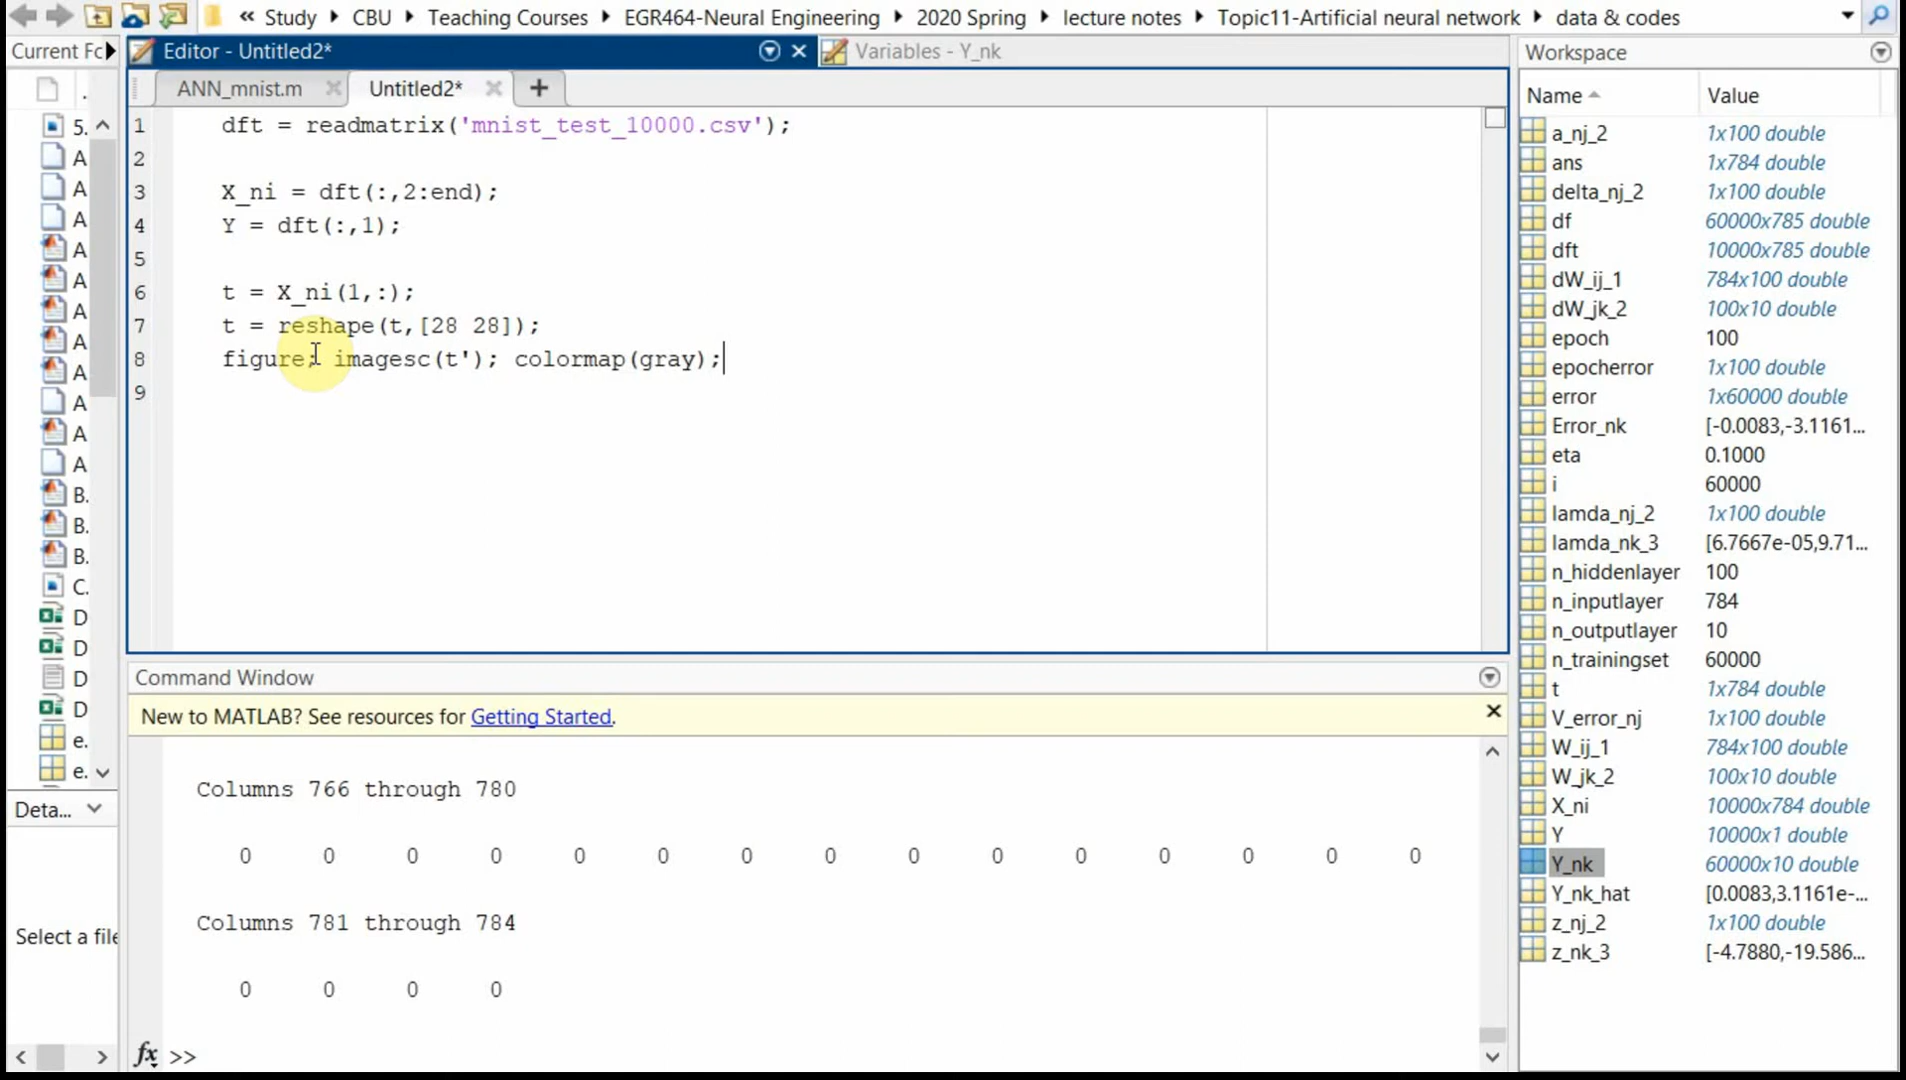 « Study ▸ CBU ▸ Teaching Courses ▸ EGR464-Neural Engineering ▸ 2020 Spring ▸ lecture notes ▸ Topic11-Artificial neural network ▸ data & codes
Current Fc
Editor - Untitled2*
Variables - Y_nk
Workspace
ANN_mnist.m
Untitled2*
Name
Value
1 dft = readmatrix('mnist_test_10000.csv');
2
3 X_ni = dft(:,2:end);
4 Y = dft(:,1);
5
6 t = X_ni(1,:);
7 t = reshape(t,[28 28]);
8 figure; imagesc(t'); colormap(gray);
9
.
5.
A
A
A
A
A
A
A
A
A
A
A
A
B.
B.
B.
C.
D
D
D
D
e.
e.
Deta...
Select a file
Command Window
New to MATLAB? See resources for Getting Started.
Columns 766 through 780
0 0 0 0 0 0 0 0 0 0 0 0 0 0 0
Columns 781 through 784
0 0 0 0
fx >>
a_nj_2 1x100 double
ans 1x784 double
delta_nj_2 1x100 double
df 60000x785 double
dft 10000x785 double
dW_ij_1 784x100 double
dW_jk_2 100x10 double
epoch 100
epocherror 1x100 double
error 1x60000 double
Error_nk [-0.0083,-3.1161...
eta 0.1000
i 60000
lamda_nj_2 1x100 double
lamda_nk_3 [6.7667e-05,9.71...
n_hiddenlayer 100
n_inputlayer 784
n_outputlayer 10
n_trainingset 60000
t 1x784 double
V_error_nj 1x100 double
W_ij_1 784x100 double
W_jk_2 100x10 double
X_ni 10000x784 double
Y 10000x1 double
Y_nk 60000x10 double
Y_nk_hat [0.0083,3.1161e-...
z_nj_2 1x100 double
z_nk_3 [-4.7880,-19.586...